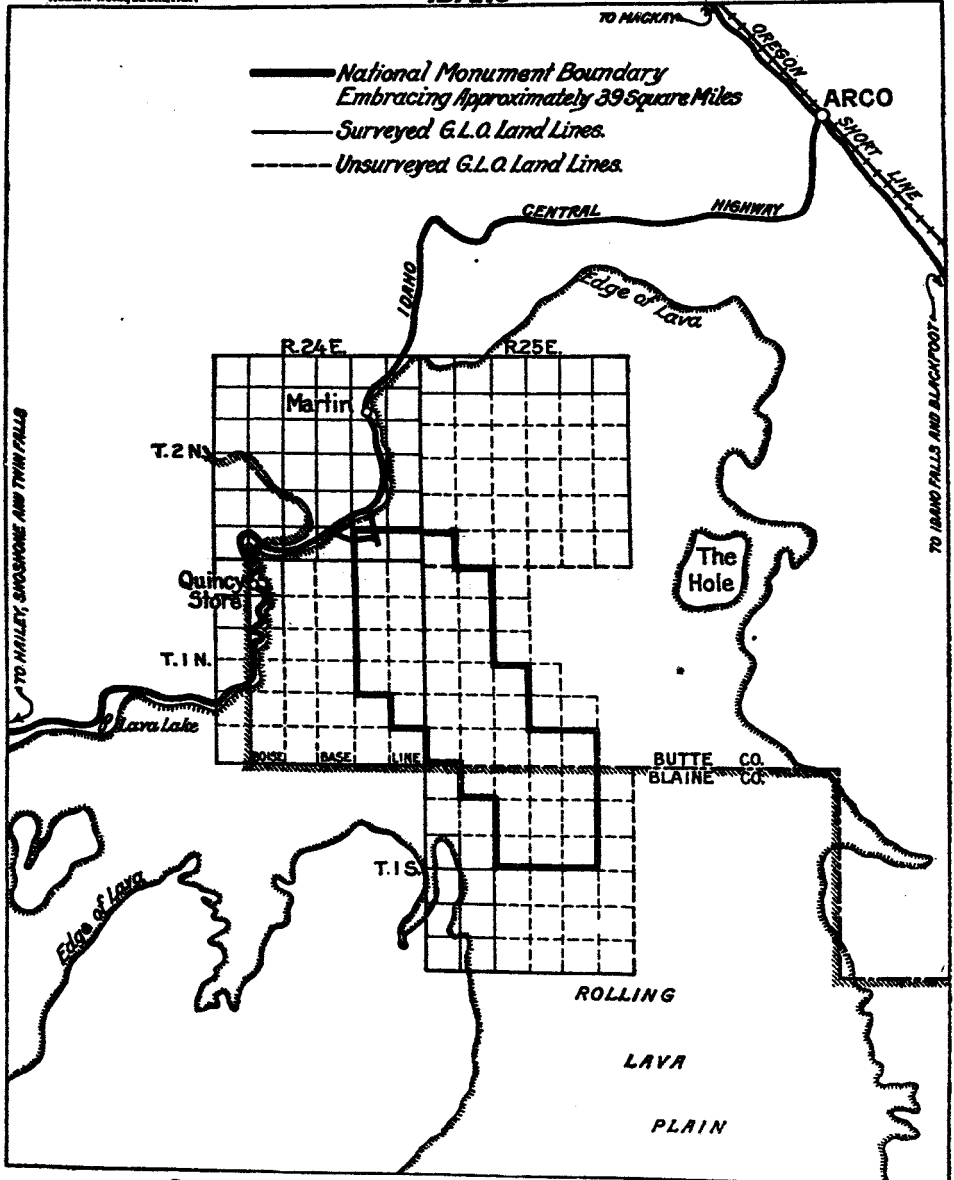 IDAHO
TO MACKAY
OREGON
SHORT
LINE
ARCO
National Monument Boundary
Embracing Approximately 39 Square Miles
Surveyed G.L.O. Land Lines.
Unsurveyed G.L.O. Land Lines.
CENTRAL
HIGHWAY
IDAHO
Edge of Lava
R.24E.
R.25E.
Martin
T.2N.
TO HAILEY, SHOSHONE AND TWIN FALLS
TO IDAHO FALLS AND BLACKFOOT
The
Hole
Quincy
Store
T.1N.
Lava Lake
BOISE
BASE
LINE
BUTTE CO.
BLAINE CO.
T.1S.
Edge of Lava
ROLLING
LAVA
PLAIN